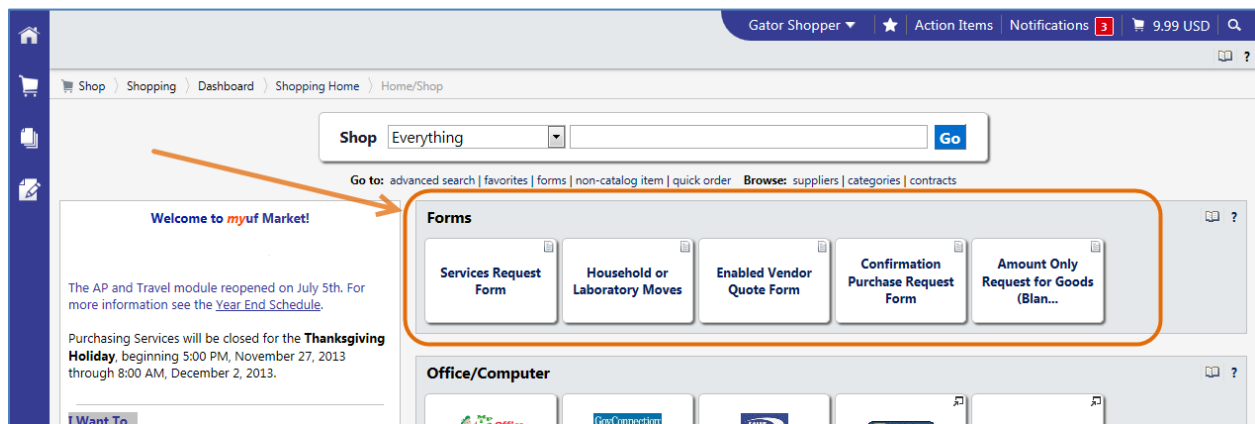 Gator Shopper Action Items Notifications 3 9.99 USD
?
Shop Shopping Dashboard Shopping Home Home/Shop
Shop Everything Go
Go to: advanced search | favorites | forms | non-catalog item | quick order Browse: suppliers | categories | contracts
Welcome to myuf Market!
The AP and Travel module reopened on July 5th. For
more information see the Year End Schedule.
Purchasing Services will be closed for the Thanksgiving
Holiday, beginning 5:00 PM, November 27, 2013
through 8:00 AM, December 2, 2013.
I Want To
Forms ?
Services Request
Form
Household or
Laboratory Moves
Enabled Vendor
Quote Form
Confirmation
Purchase Request
Form
Amount Only
Request for Goods
(Blan...
Office/Computer ?
Office
GovConnection